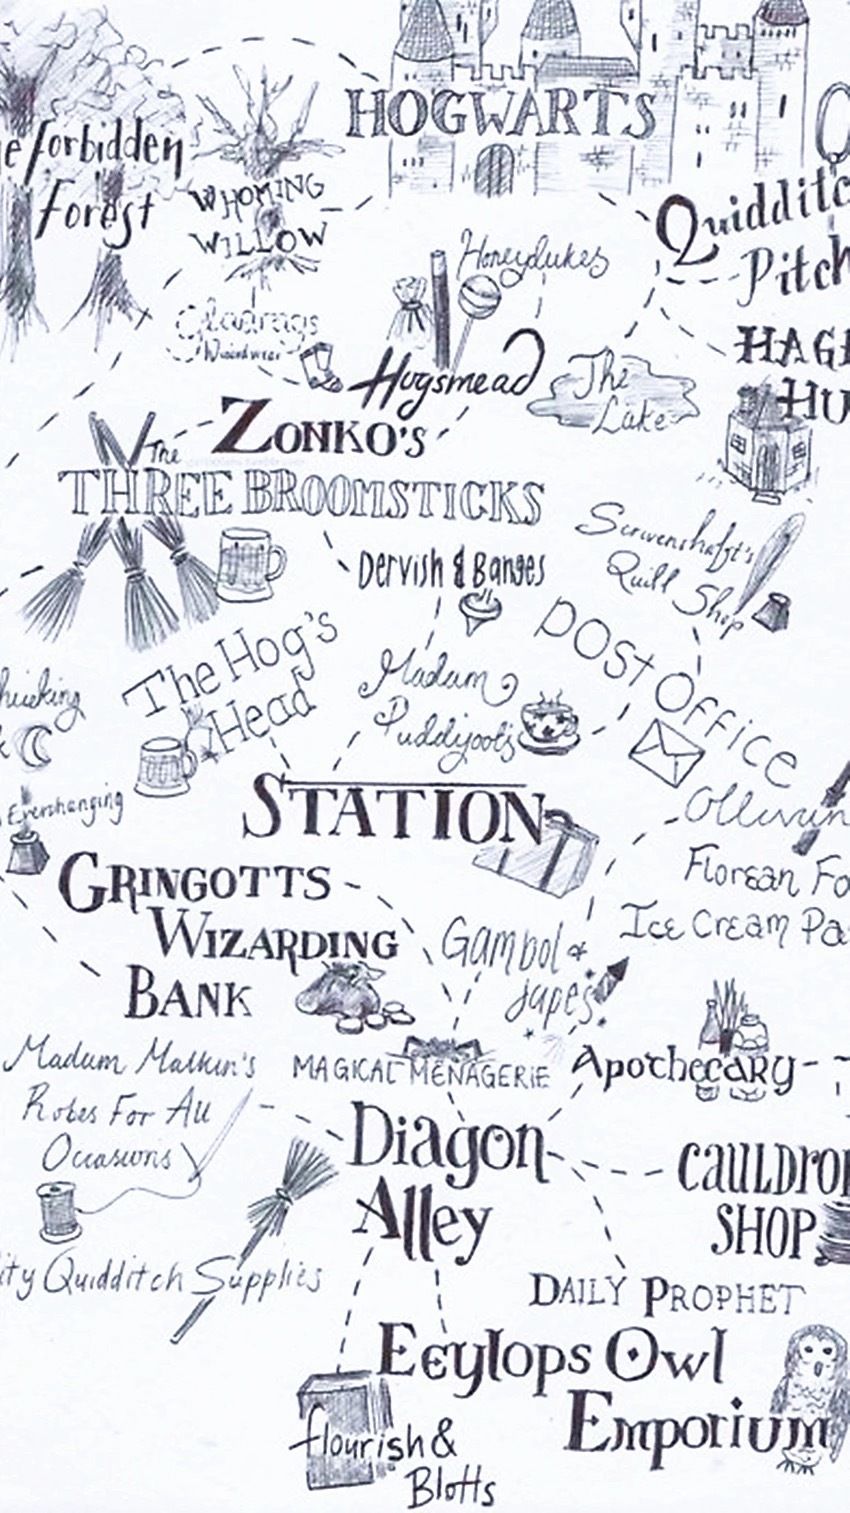 HOGWARTS
e forbidden
forest
WHOMING
WILLOW
Quidditc
Pitch
Honeydukes
Gladrags
Wizardwear
Hogsmead
The
Lake
HAG
HU
ZONKO'S
The
THREE BROOMSTICKS
Dervish & Banges
Scrivenshaft's
Quill Shop
POST OFFICE
The Hog's
Head
Madam
Puddifoot's
STATION
Everchanging
Ollivan
Florean Fo
Ice Cream Pa
GRINGOTTS
WIZARDING
BANK
Gambol &
Japes
Madam Malkin's
Robes For All
Occasions
MAGICAL MENAGERIE
Apothecary
Diagon
Alley
CAULDRO
SHOP
ity Quidditch Supplies
DAILY PROPHET
Eeylops Owl
Emporium
flourish &
Blotts